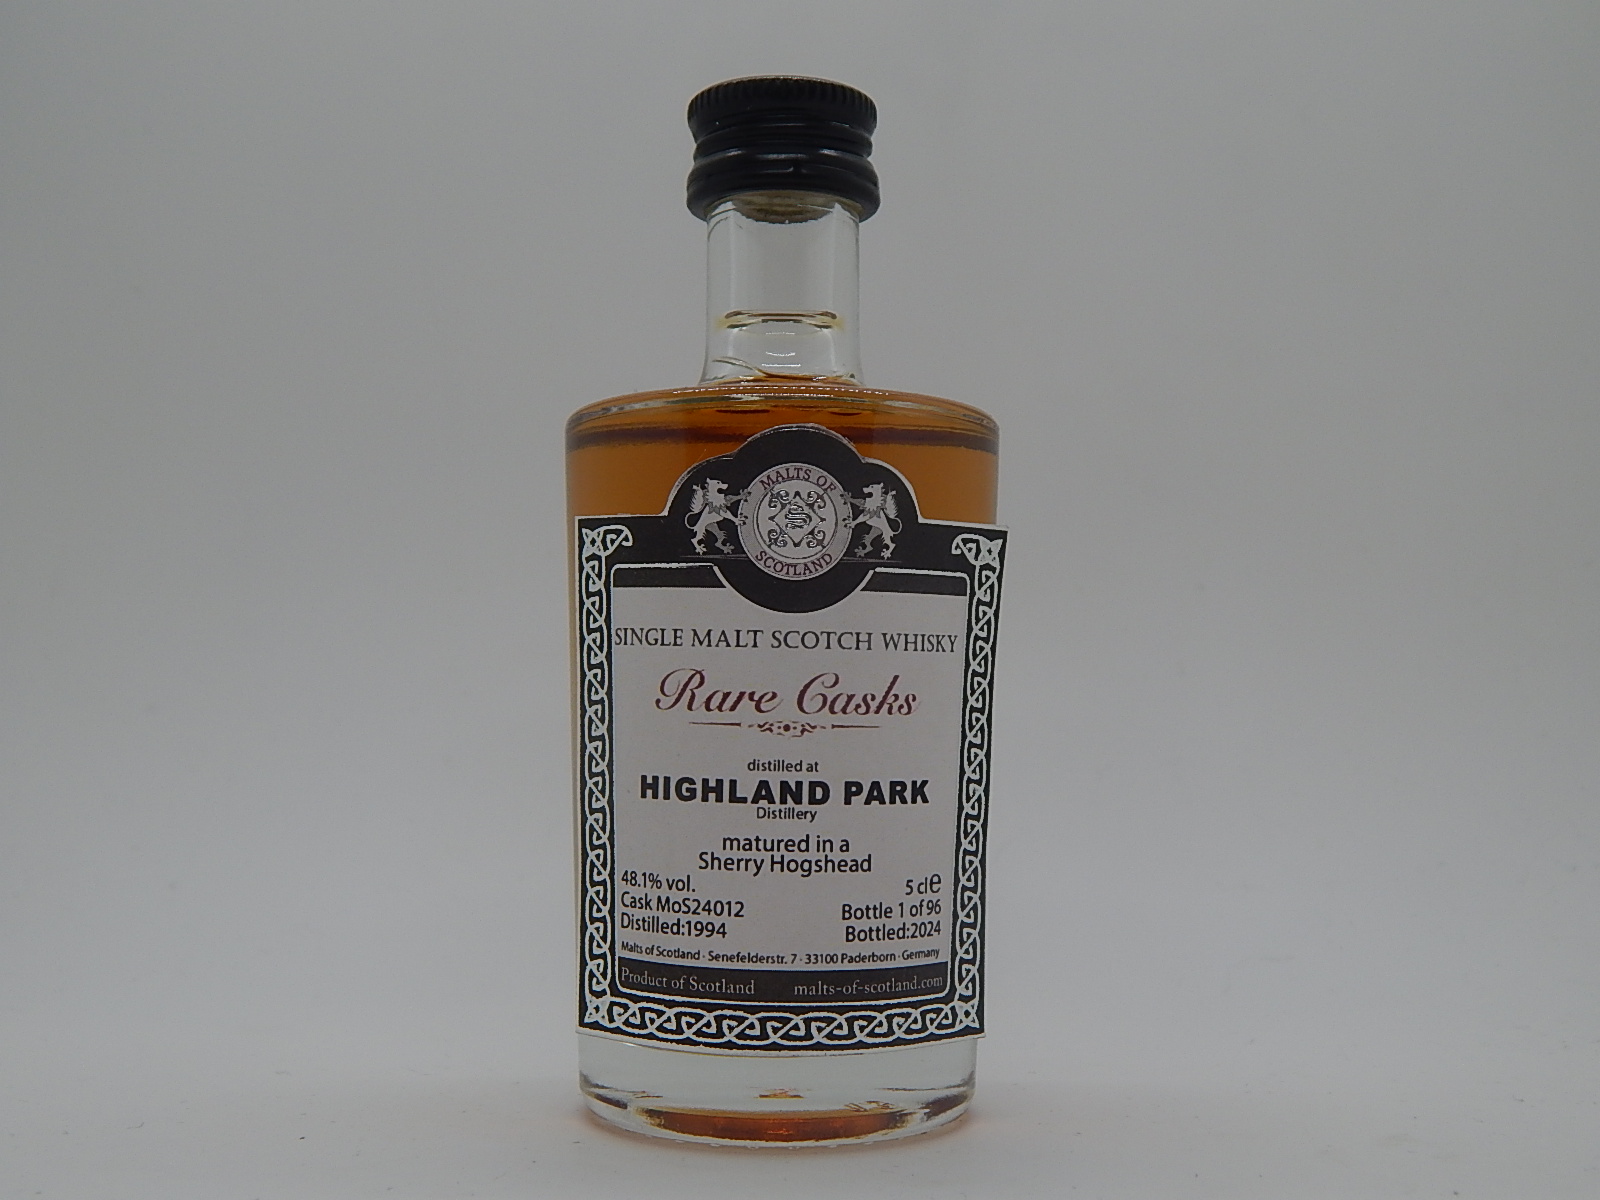 MALTS OF
S
SCOTLAND
SINGLE MALT SCOTCH WHISKY
Rare Casks
distilled at
HIGHLAND PARK
Distillery
matured in a
Sherry Hogshead
48.1% vol.
5 cle
Cask MoS24012
Bottle 1 of 96
Distilled:1994
Bottled:2024
Malts of Scotland · Senefelderstr. 7 · 33100 Paderborn · Germany
Product of Scotland malts-of-scotland.com